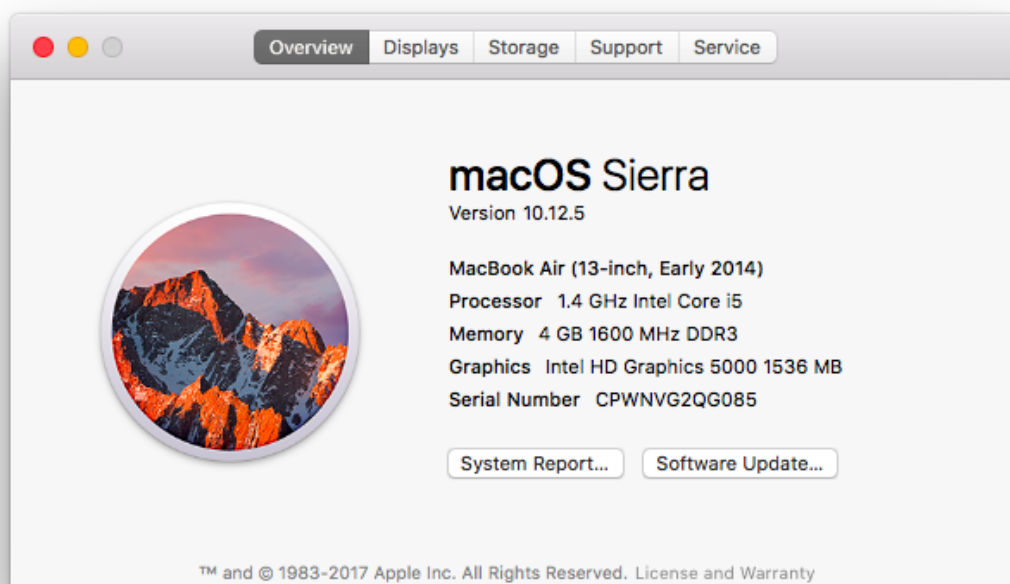 Overview Displays Storage Support Service
macOS Sierra
Version 10.12.5
MacBook Air (13-inch, Early 2014)
Processor 1.4 GHz Intel Core i5
Memory 4 GB 1600 MHz DDR3
Graphics Intel HD Graphics 5000 1536 MB
Serial Number CPWNVG2QG085
System Report... Software Update...
™ and © 1983-2017 Apple Inc. All Rights Reserved. License and Warranty